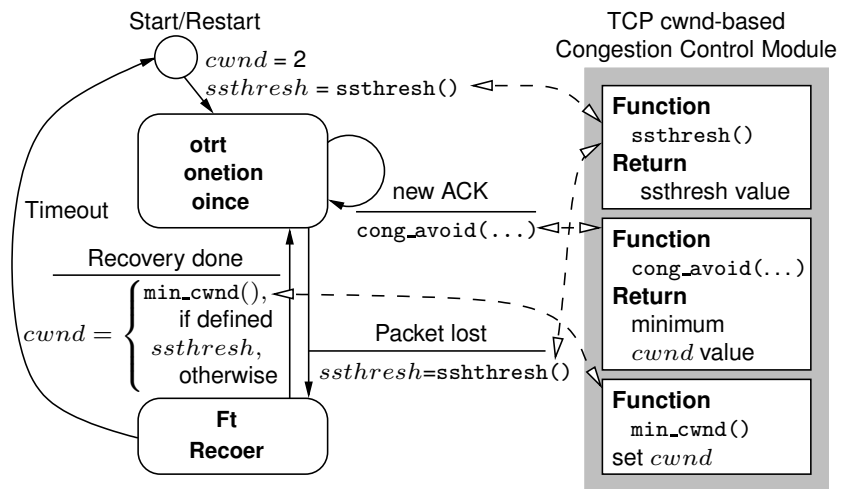 Start/Restart
cwnd = 2
ssthresh = ssthresh()
otrt
onetion
oince
new ACK
cong_avoid(...)
Timeout
Recovery done
cwnd = { min_cwnd(),
if defined
ssthresh,
otherwise
Packet lost
ssthresh=sshthresh()
Ft
Recoer
TCP cwnd-based
Congestion Control Module
Function
ssthresh()
Return
ssthresh value
Function
cong_avoid(...)
Return
minimum
cwnd value
Function
min_cwnd()
set cwnd